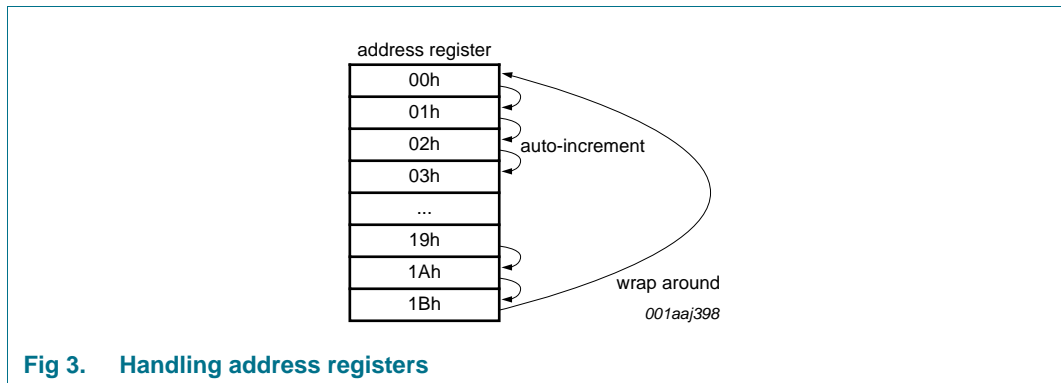 address register
00h
01h
02h
auto-increment
03h
...
19h
1Ah
wrap around
1Bh
001aaj398
Fig 3. Handling address registers